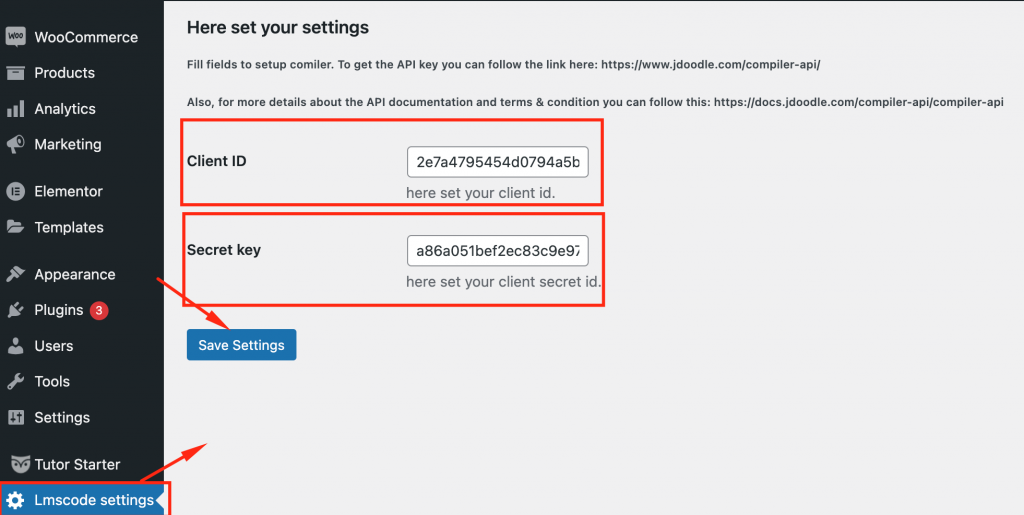 WOO WooCommerce
Products
Analytics
Marketing
Elementor
Templates
Appearance
Plugins 3
Users
Tools
Settings
Tutor Starter
Lmscode settings
Here set your settings
Fill fields to setup comiler. To get the API key you can follow the link here: https://www.jdoodle.com/compiler-api/
Also, for more details about the API documentation and terms & condition you can follow this: https://docs.jdoodle.com/compiler-api/compiler-api
Client ID
2e7a4795454d0794a5b
here set your client id.
Secret key
a86a051bef2ec83c9e97
here set your client secret id.
Save Settings